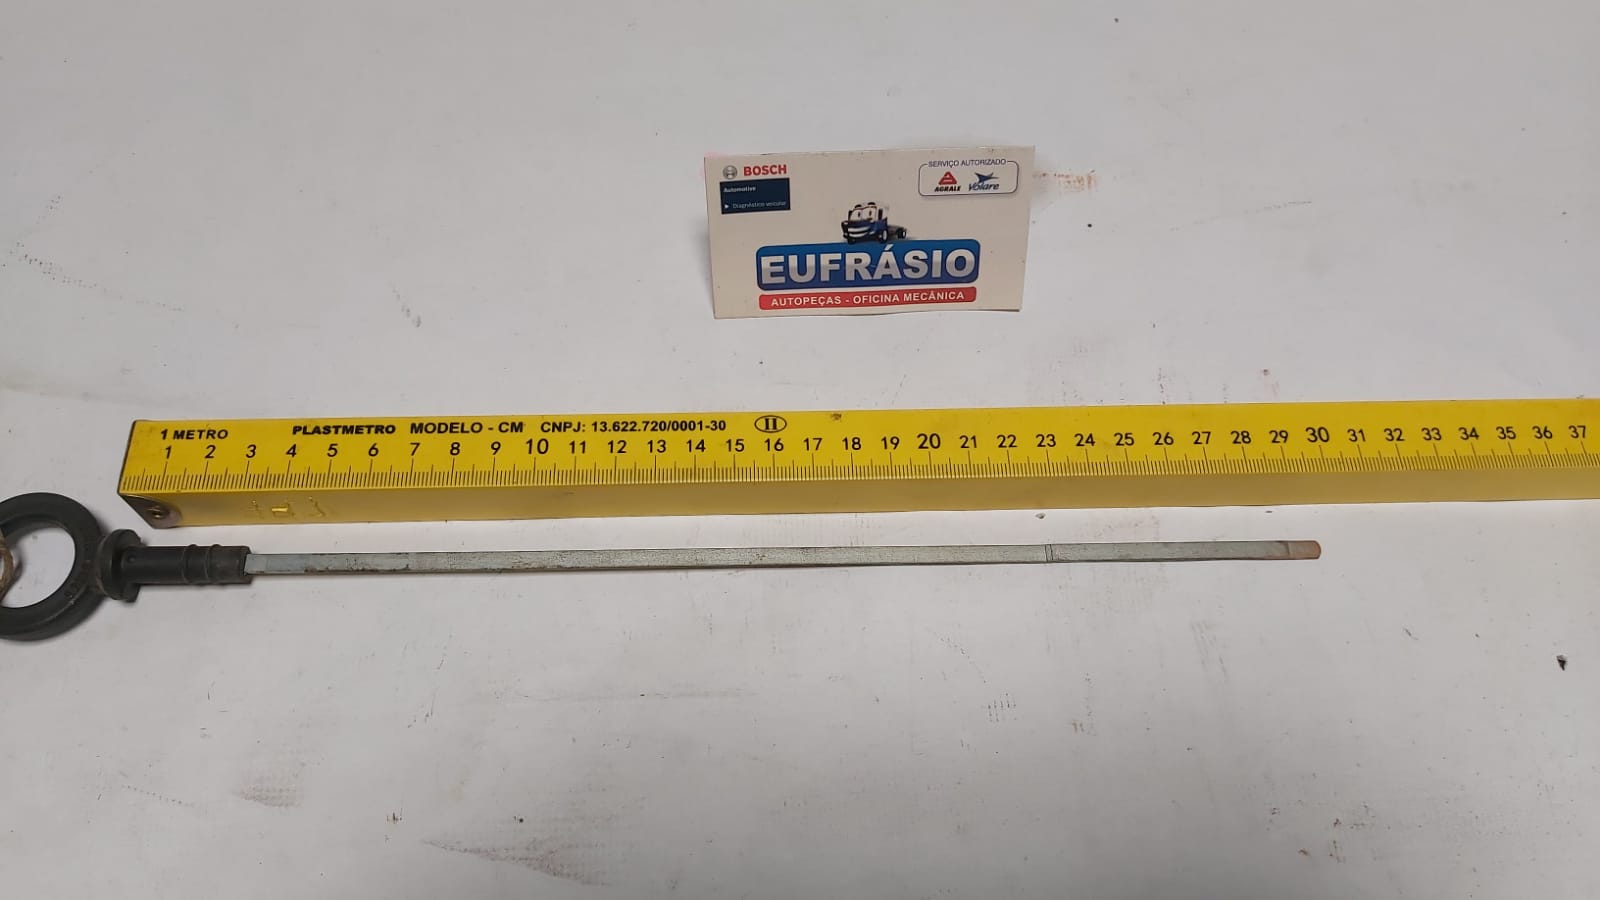 BOSCH
Automotive
Diagnóstico veicular
SERVIÇO AUTORIZADO
AGRALE Volare
EUFRÁSIO
AUTOPEÇAS - OFICINA MECÂNICA
1 METRO PLASTMETRO MODELO - CM CNPJ: 13.622.720/0001-30 II
1 2 3 4 5 6 7 8 9 10 11 12 13 14 15 16 17 18 19 20 21 22 23 24 25 26 27 28 29 30 31 32 33 34 35 36 37